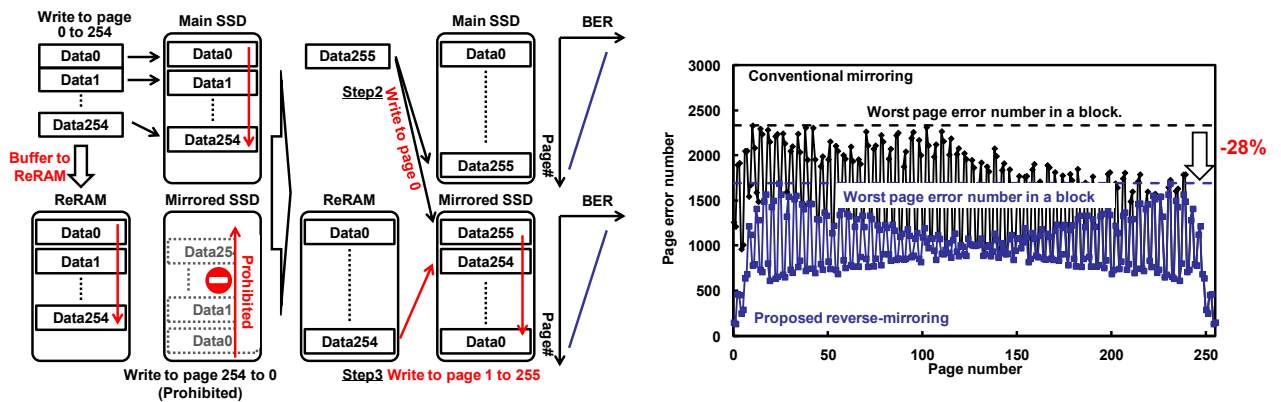 Write to page
0 to 254
Data0
Data1
Data254
Buffer to
ReRAM
Main SSD
Data0
Data1
Data254
ReRAM
Data0
Data1
Data254
Mirrored SSD
Data254
Data1
Data0
Prohibited
Write to page 254 to 0
(Prohibited)
Data255
Step2
Write to page 0
Main SSD
Data0
Data255
BER
Page#
ReRAM
Data0
Data254
Mirrored SSD
Data255
Data254
Data0
BER
Page#
Step3 Write to page 1 to 255
Page error number
3000
2500
2000
1500
1000
500
0
Conventional mirroring
Worst page error number in a block.
-28%
Worst page error number in a block
Proposed reverse-mirroring
0 50 100 150 200 250
Page number